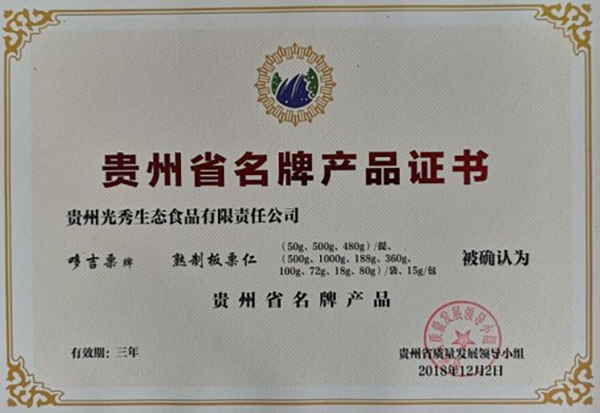 贵州省名牌产品证书
贵州光秀生态食品有限责任公司
哆吉栗牌 熟制板栗仁 (50g、500g、480g)/提、
(500g、1000g、188g、360g、
100g、72g、18g、80g)/袋、15g/包 被确认为
贵州省名牌产品
有效期:三年
贵州省质量发展领导小组
2018年12月2日